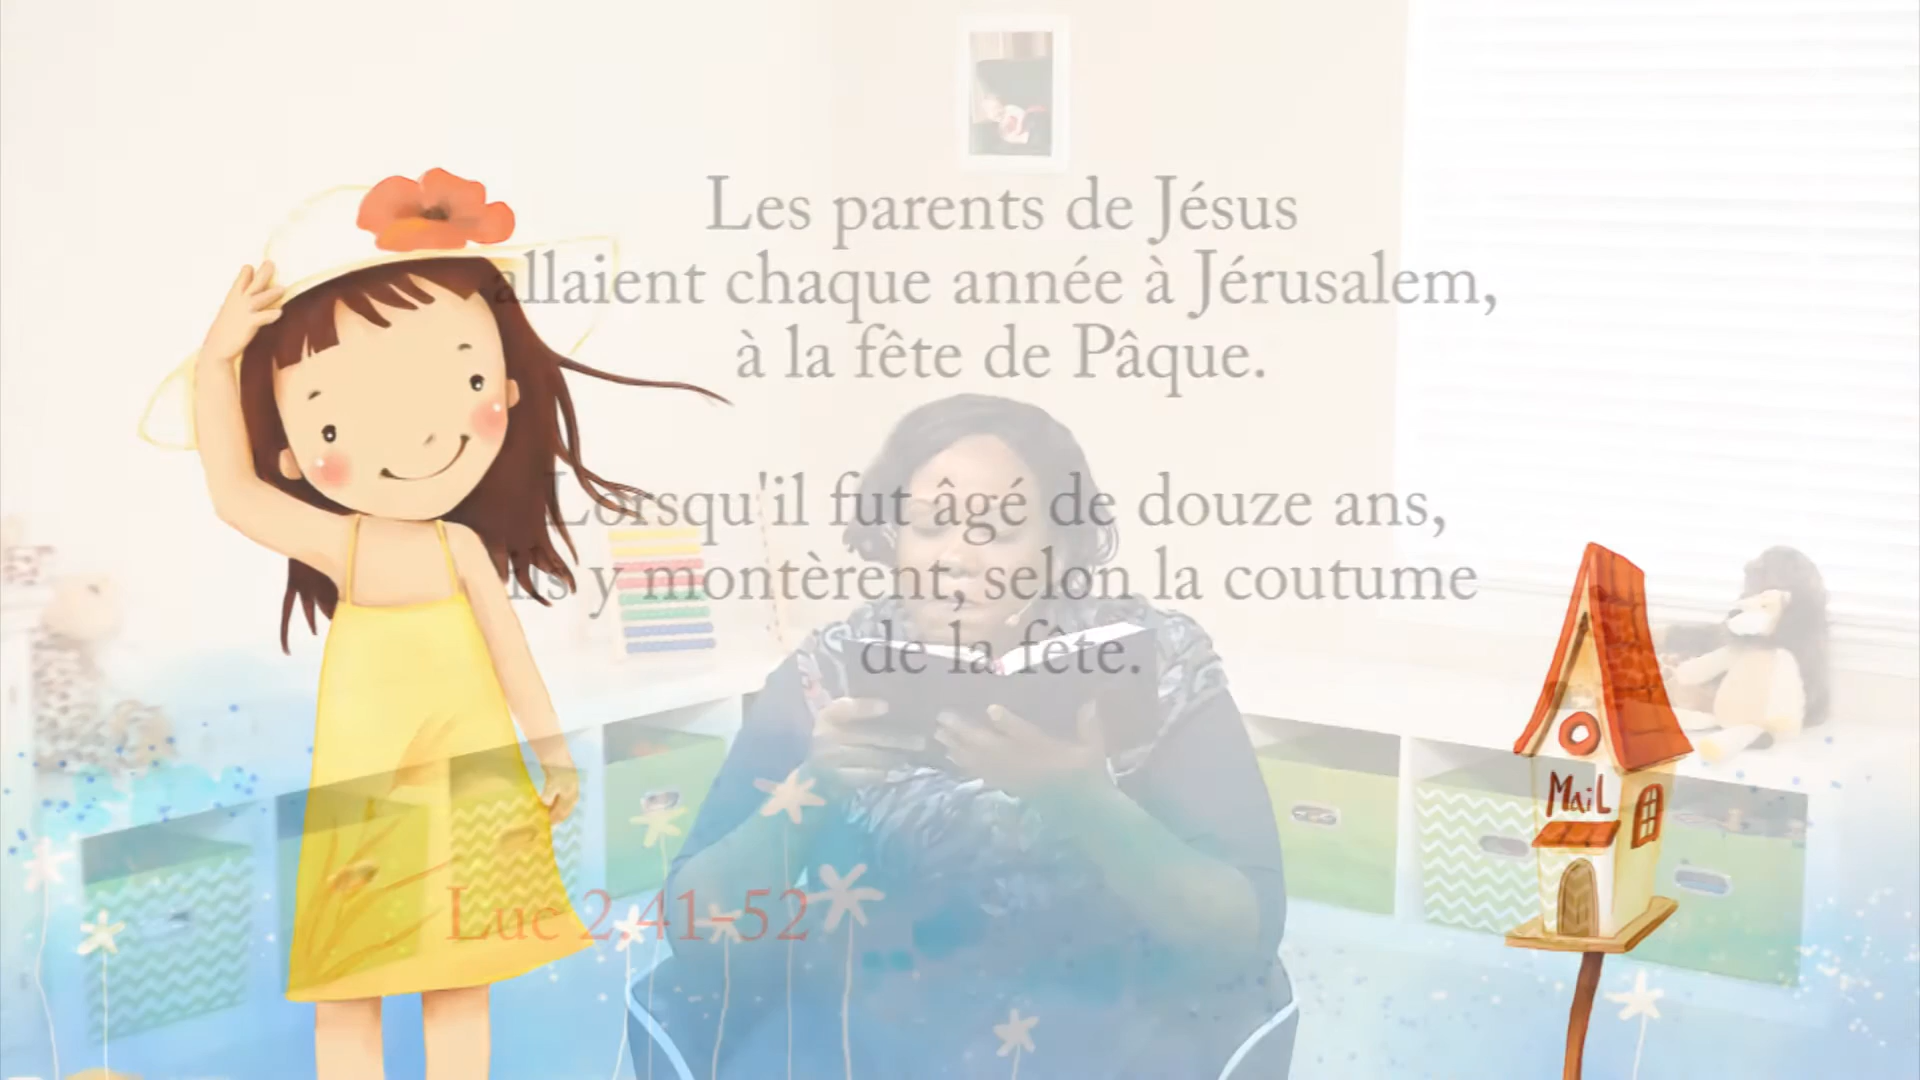 Les parents de Jésus
allaient chaque année à Jérusalem,
à la fête de Pâque.
Lorsqu'il fut âgé de douze ans,
ils y montèrent, selon la coutume
de la fête.
MaiL
Luc 2.41-52